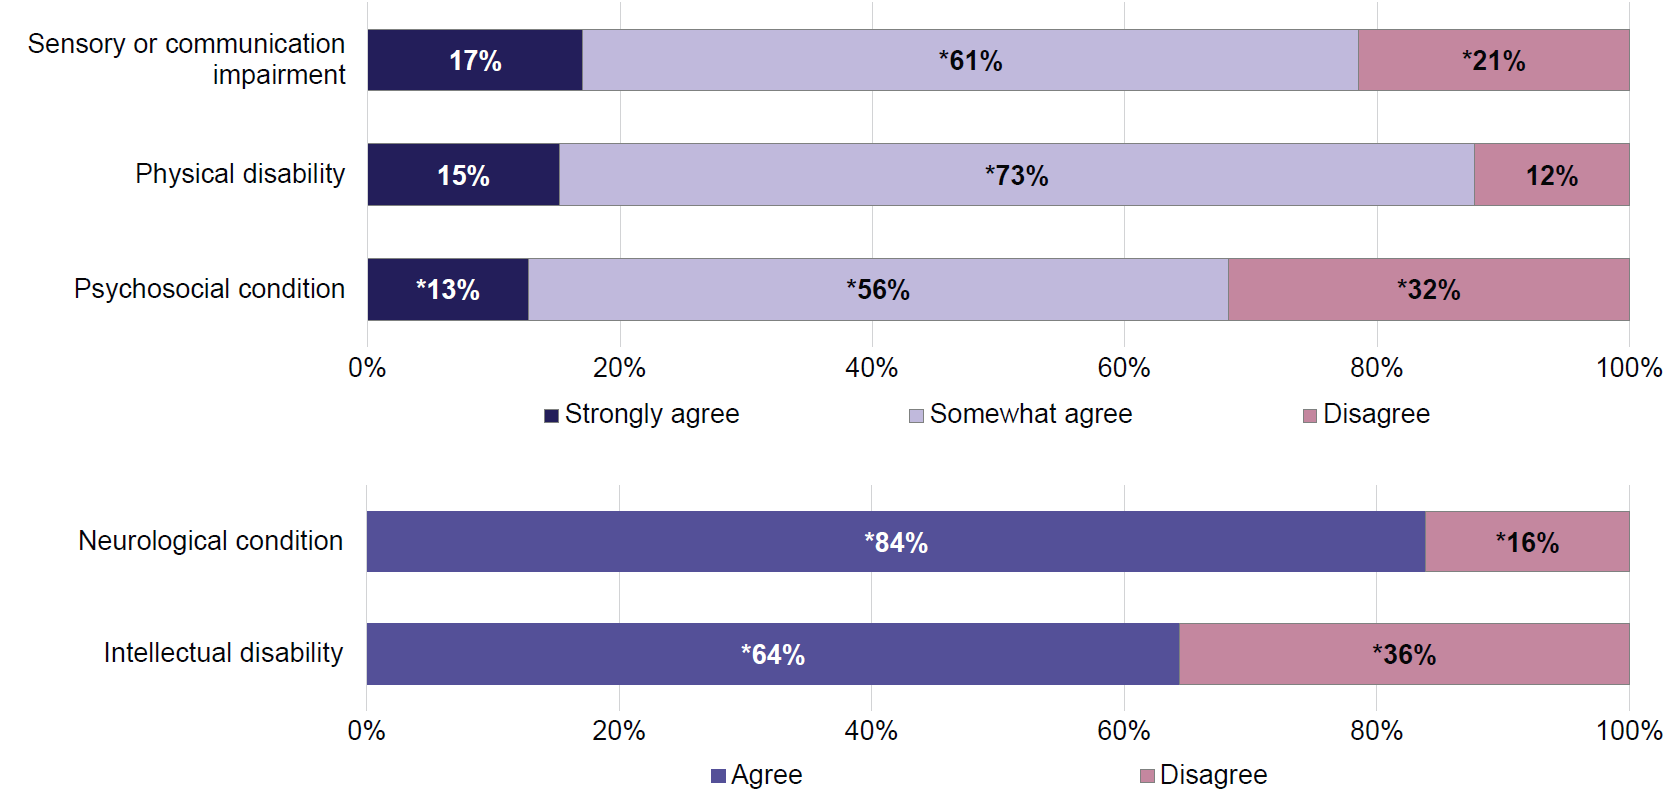 Sensory or communication
impairment
17% *61% *21%
Physical disability 15% *73% 12%
Psychosocial condition *13% *56% *32%
0% 20% 40% 60% 80% 100%
Strongly agree Somewhat agree Disagree
Neurological condition *84% *16%
Intellectual disability *64% *36%
0% 20% 40% 60% 80% 100%
Agree Disagree